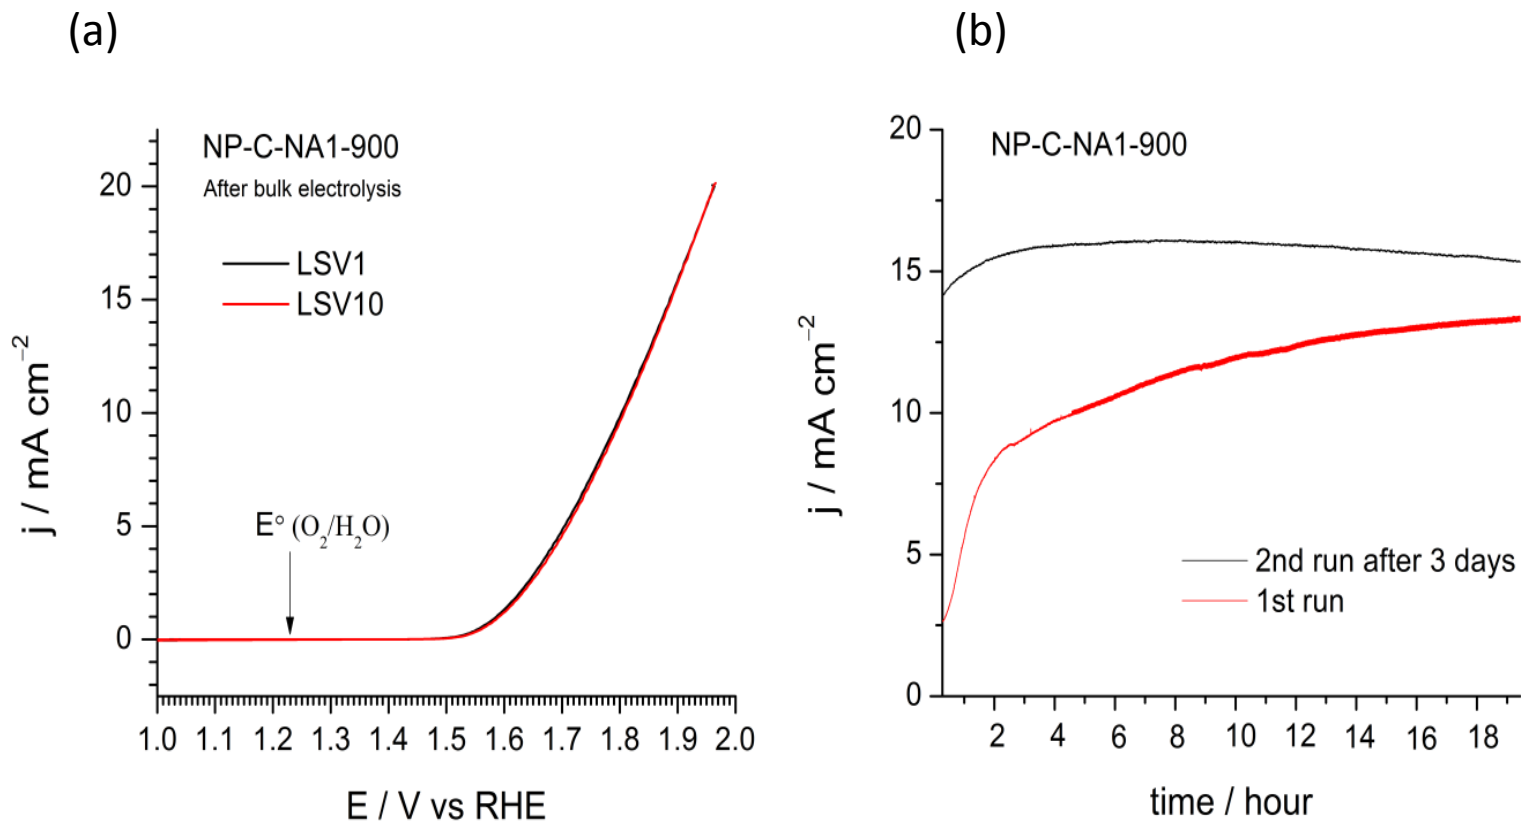 (a)
NP-C-NA1-900
After bulk electrolysis
LSV1
LSV10
E° (O₂/H₂O)
20
15
10
5
0
j / mA cm⁻²
1.0 1.1 1.2 1.3 1.4 1.5 1.6 1.7 1.8 1.9 2.0
E / V vs RHE
(b)
NP-C-NA1-900
20
15
10
5
0
j / mA cm⁻²
2nd run after 3 days
1st run
2 4 6 8 10 12 14 16 18
time / hour